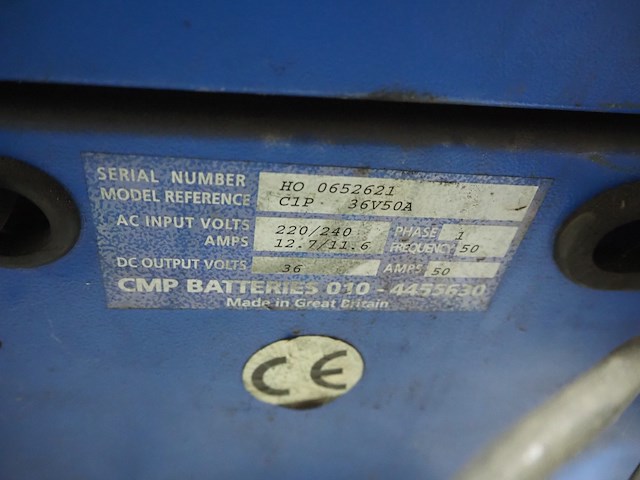 SERIAL NUMBER HO 0652621
MODEL REFERENCE C1P 36V50A
AC INPUT VOLTS 220/240 PHASE 1
AMPS 12.7/11.6 FREQUENCY 50
DC OUTPUT VOLTS 36 AMPS 50
CMP BATTERIES 010 - 4455630
Made in Great Britain
CE